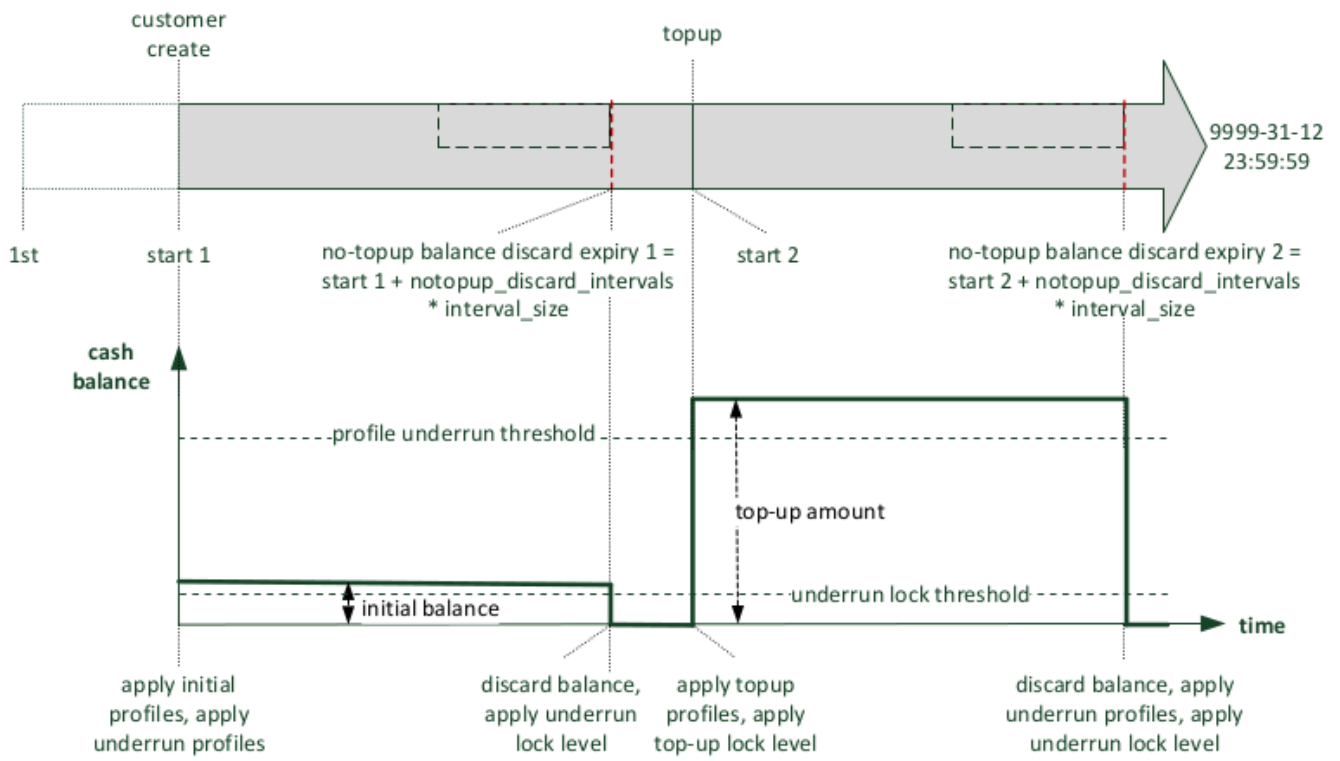 customer
create
topup
9999-31-12
23:59:59
1st
start 1
no-topup balance discard expiry 1 =
start 1 + notopup_discard_intervals
* interval_size
start 2
no-topup balance discard expiry 2 =
start 2 + notopup_discard_intervals
* interval_size
cash
balance
profile underrun threshold
top-up amount
underrun lock threshold
initial balance
time
apply initial
profiles, apply
underrun profiles
discard balance,
apply underrun
lock level
apply topup
profiles, apply
top-up lock level
discard balance, apply
underrun profiles, apply
underrun lock level